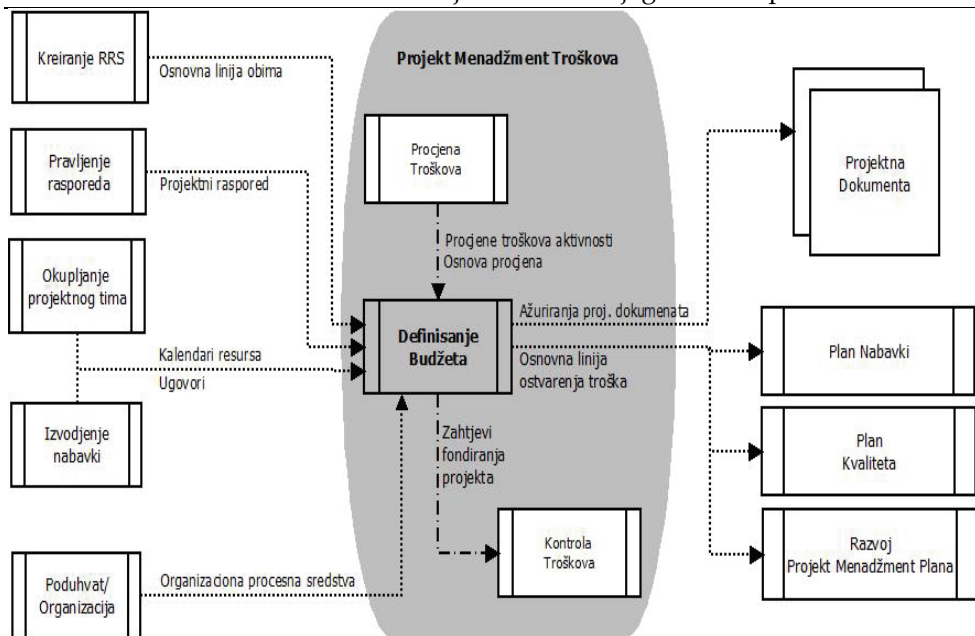 Kreiranje RRS
Osnovna linija obima
Pravljenje
rasporeda
Projektni raspored
Okupljanje
projektnog tima
Kalendari resursa
Ugovori
Izvodjenje
nabavki
Poduhvat/
Organizacija
Organizaciona procesna sredstva
Projekt Menadžment Troškova
Procjena
Troškova
Procjene troškova aktivnosti
Osnova procjena
Definisanje
Budžeta
Zahtjevi
fondiranja
projekta
Kontrola
Troškova
Ažuriranja proj. dokumenata
Osnovna linija
ostvarenja troška
Projektna
Dokumenta
Plan Nabavki
Plan
Kvaliteta
Razvoj
Projekt Menadžment Plana